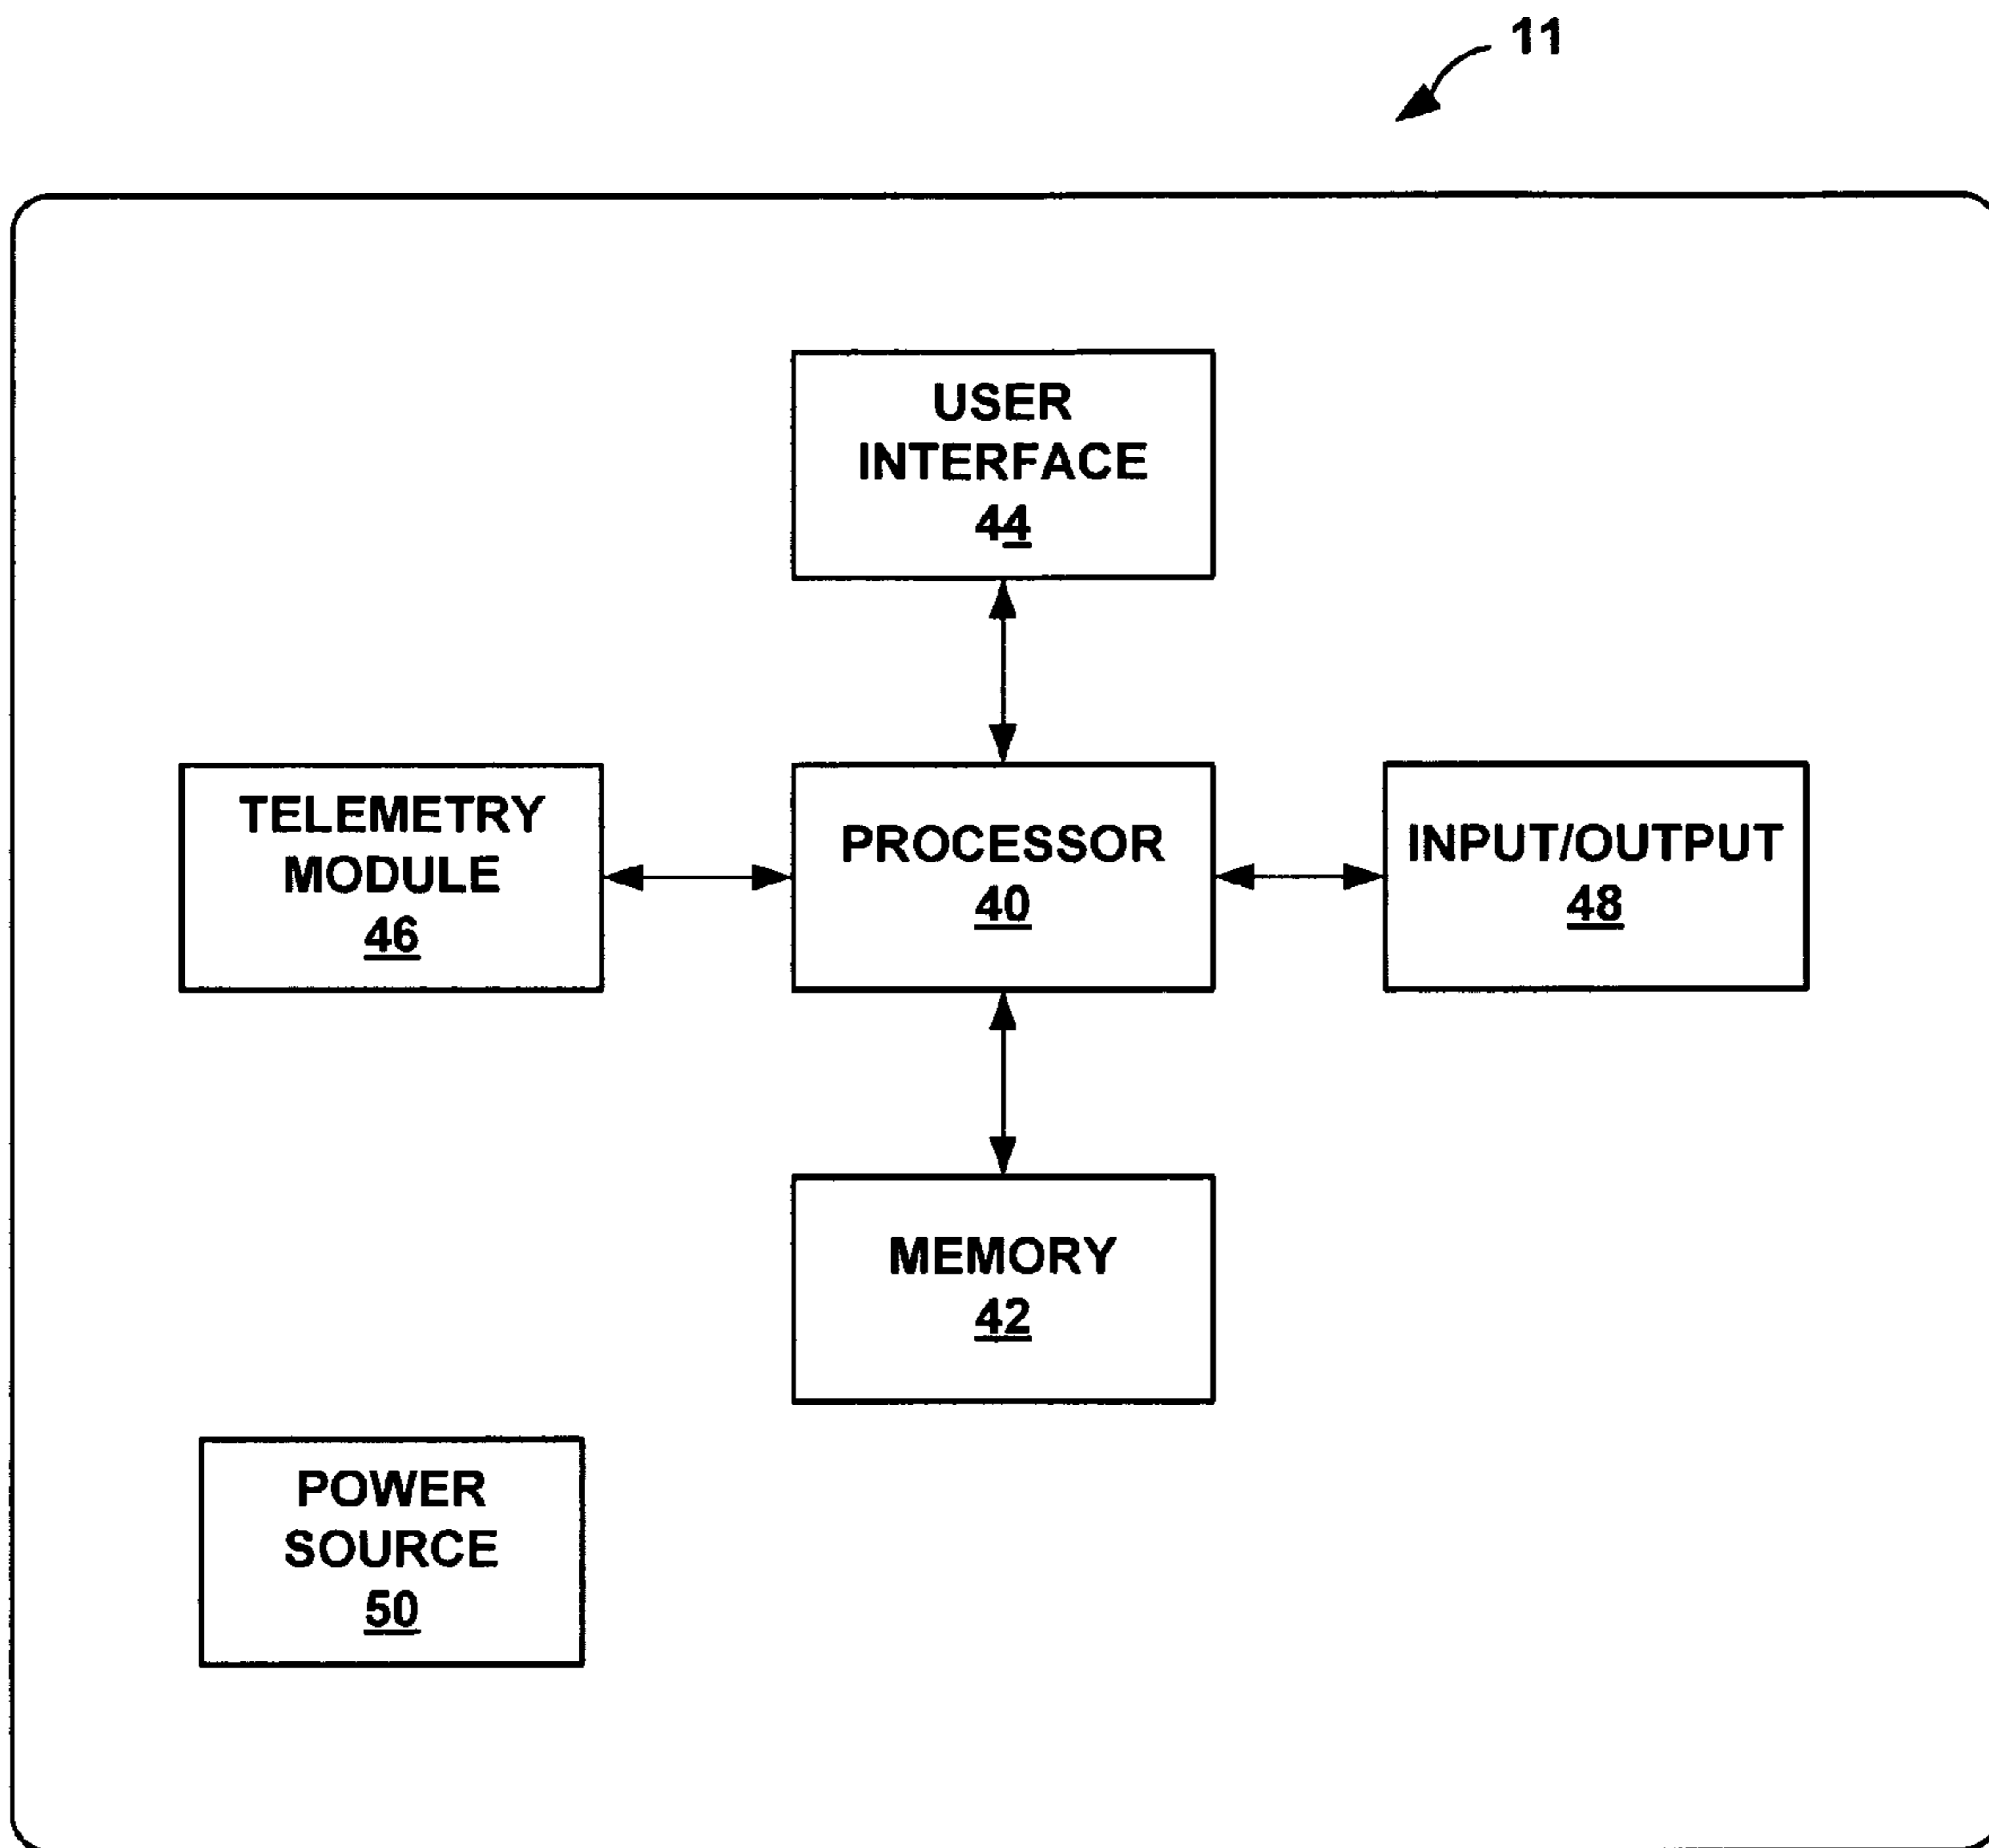 11
USER
INTERFACE
44
TELEMETRY
MODULE
46
PROCESSOR
40
INPUT/OUTPUT
48
MEMORY
42
POWER
SOURCE
50